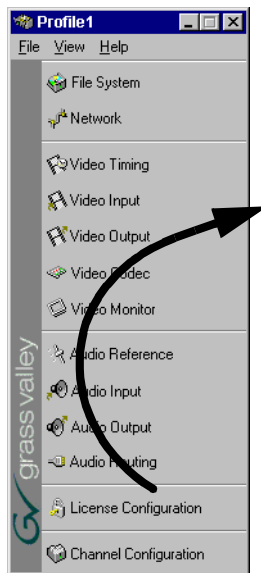 Profile1
File View Help
File System
Network
Video Timing
Video Input
Video Output
Video Codec
Video Monitor
Audio Reference
Audio Input
Audio Output
Audio Routing
License Configuration
Channel Configuration
grass valley